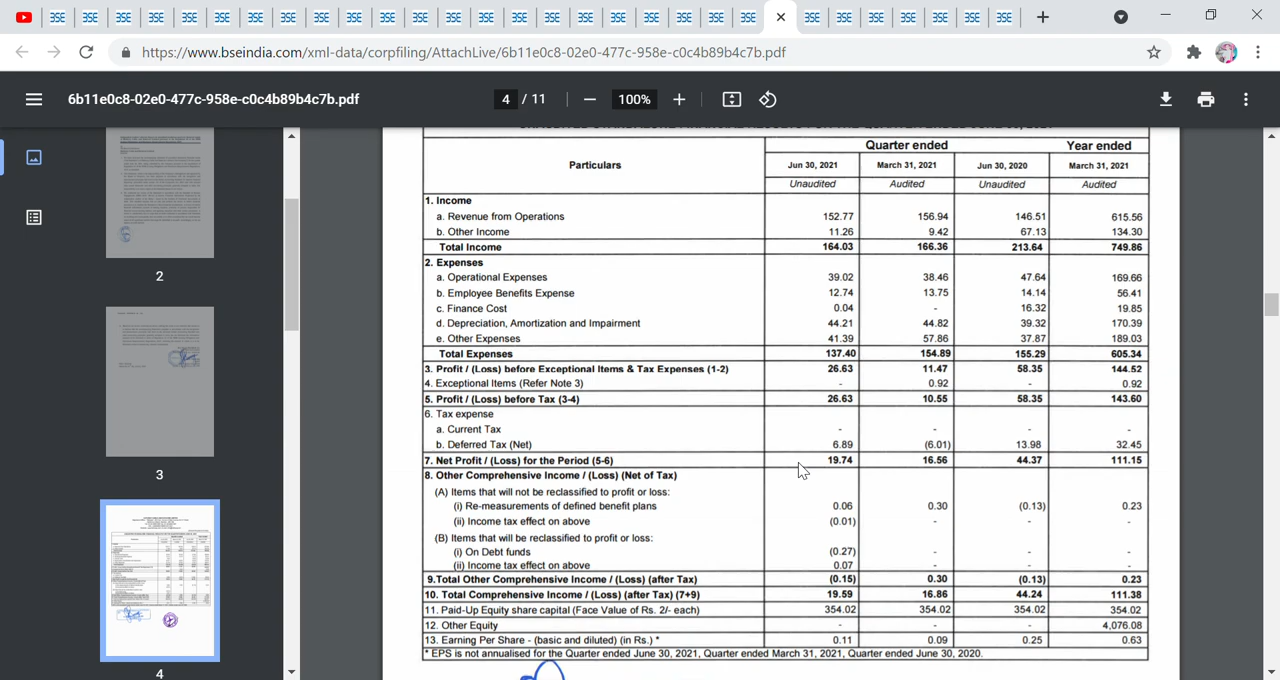 https://www.bseindia.com/xml-data/corpfiling/AttachLive/6b11e0c8-02e0-477c-958e-c0c4b89b4c7b.pdf
6b11e0c8-02e0-477c-958e-c0c4b89b4c7b.pdf 4 / 11 100%
2
3
4
Particulars Quarter ended Year ended
Jun 30, 2021 March 31, 2021 Jun 30, 2020 March 31, 2021
Unaudited Audited Unaudited Audited
1. Income
a. Revenue from Operations 152.77 156.94 146.51 615.56
b. Other Income 11.26 9.42 67.13 134.30
Total Income 164.03 166.36 213.64 749.86
2. Expenses
a. Operational Expenses 39.02 38.46 47.64 169.66
b. Employee Benefits Expense 12.74 13.75 14.14 56.41
c. Finance Cost 0.04 - 16.32 19.85
d. Depreciation, Amortization and Impairment 44.21 44.82 39.32 170.39
e. Other Expenses 41.39 57.86 37.87 189.03
Total Expenses 137.40 154.89 155.29 605.34
3. Profit / (Loss) before Exceptional Items & Tax Expenses (1-2) 26.63 11.47 58.35 144.52
4. Exceptional Items (Refer Note 3) - 0.92 - 0.92
5. Profit / (Loss) before Tax (3-4) 26.63 10.55 58.35 143.60
6. Tax expense
a. Current Tax - - - -
b. Deferred Tax (Net) 6.89 (6.01) 13.98 32.45
7. Net Profit / (Loss) for the Period (5-6) 19.74 16.56 44.37 111.15
8. Other Comprehensive Income / (Loss) (Net of Tax)
(A) Items that will not be reclassified to profit or loss:
(i) Re-measurements of defined benefit plans 0.06 0.30 (0.13) 0.23
(ii) Income tax effect on above (0.01) - - -
(B) Items that will be reclassified to profit or loss:
(i) On Debt funds (0.27) - - -
(ii) Income tax effect on above 0.07 - - -
9.Total Other Comprehensive Income / (Loss) (after Tax) (0.15) 0.30 (0.13) 0.23
10. Total Comprehensive Income / (Loss) (after Tax) (7+9) 19.59 16.86 44.24 111.38
11. Paid-Up Equity share capital (Face Value of Rs. 2/- each) 354.02 354.02 354.02 354.02
12. Other Equity - - - 4,076.08
13. Earning Per Share - (basic and diluted) (in Rs.) * 0.11 0.09 0.25 0.63
* EPS is not annualised for the Quarter ended June 30, 2021, Quarter ended March 31, 2021, Quarter ended June 30, 2020.